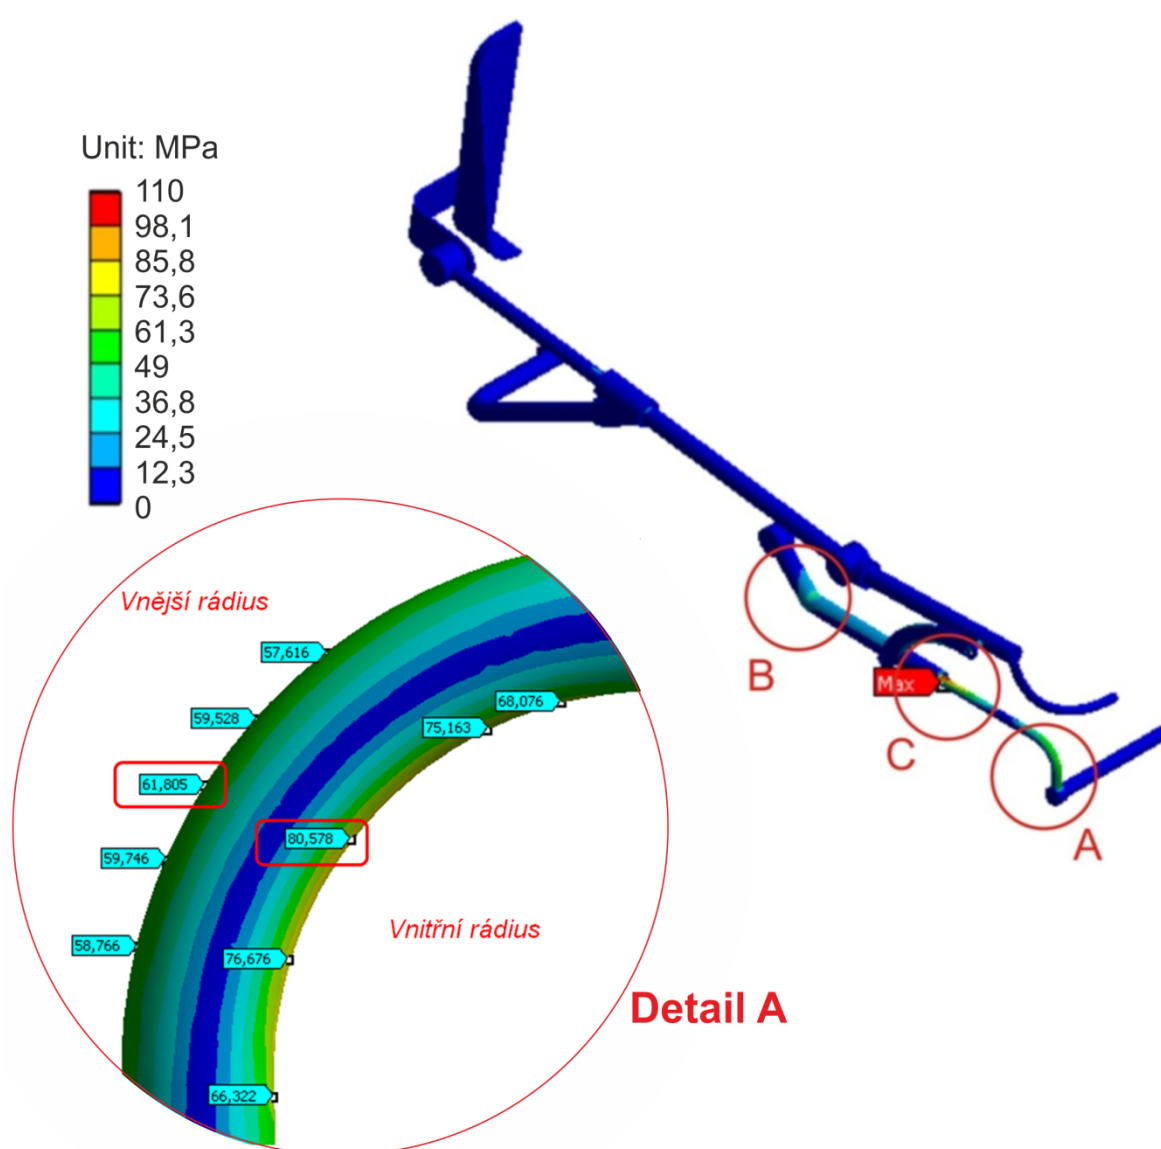 Unit: MPa
110
98,1
85,8
73,6
61,3
49
36,8
24,5
12,3
0
B
Max
C
A
Vnější rádius
57,616
68,076
59,528
75,163
61,805
80,578
59,746
Vnitřní rádius
58,766
76,676
Detail A
66,322